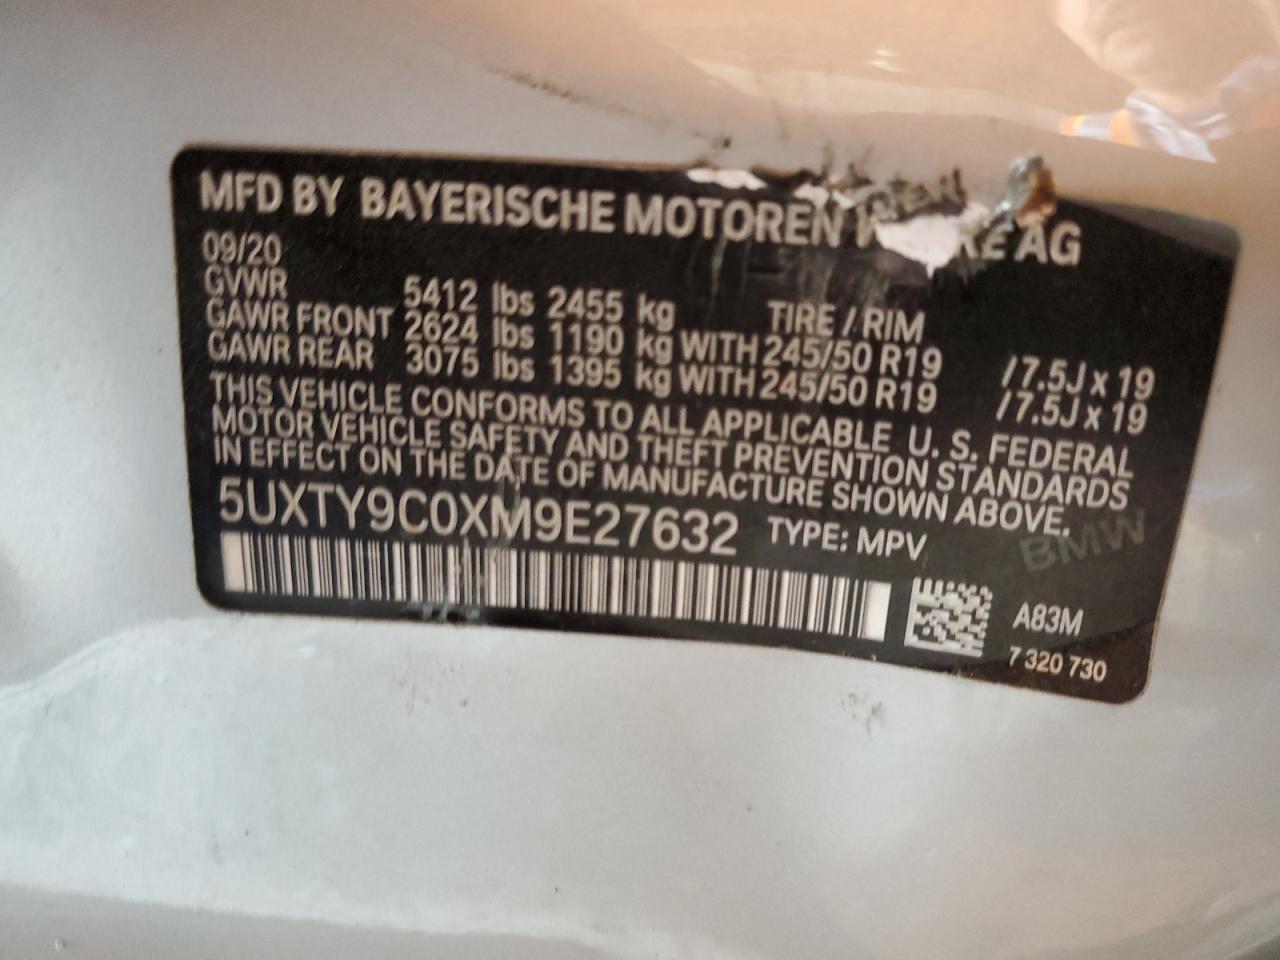 MFD BY BAYERISCHE MOTOREN AG
09/20
GVWR 5412 lbs 2455 kg TIRE / RIM
GAWR FRONT 2624 lbs 1190 kg WITH 245/50 R19 / 7.5J x 19
GAWR REAR 3075 lbs 1395 kg WITH 245/50 R19 / 7.5J x 19
THIS VEHICLE CONFORMS TO ALL APPLICABLE U. S. FEDERAL
MOTOR VEHICLE SAFETY AND THEFT PREVENTION STANDARDS
IN EFFECT ON THE DATE OF MANUFACTURE SHOWN ABOVE.
5UXTY9C0XM9E27632 TYPE: MPV
BMW
A83M
7 320 730